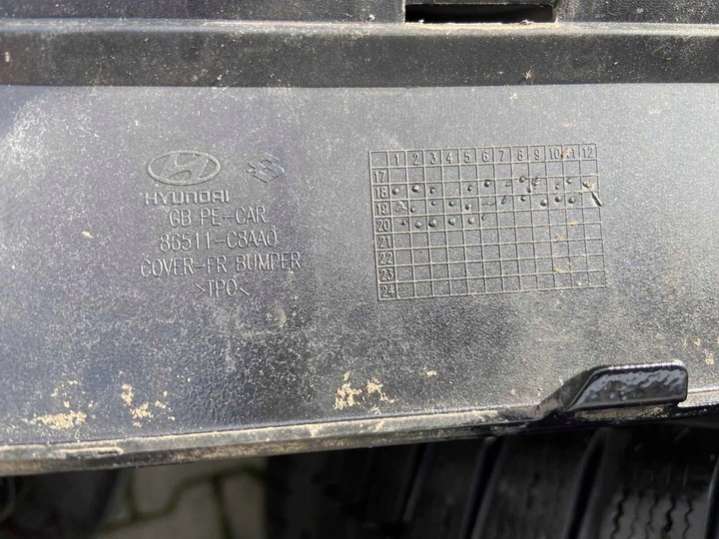 HYUNDAI
GB PE-CAR
86511-C8AA0
COVER-FR BUMPER
>TPO<
1 2 3 4 5 6 7 8 9 10 11 12
17
18
19
20
21
22
23
24